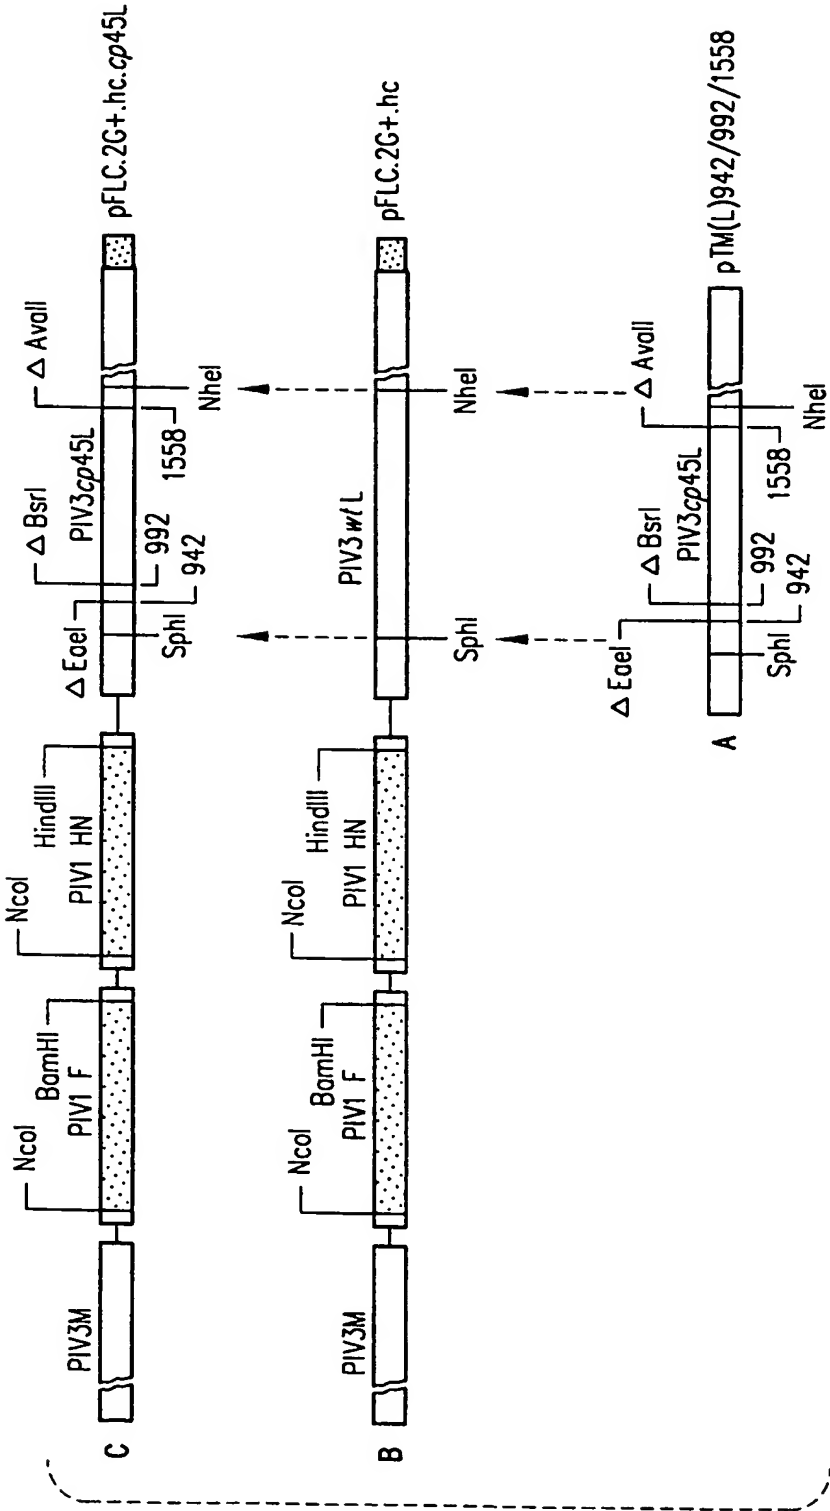 C
PIV3M
NcoI
BamHI
PIV1 F
NcoI
HindIII
PIV1 HN
Δ EaeI
Δ BsrI
Δ AvaII
PIV3cp45L
pFLC.2G+.hc.cp45L
SphI
942
992
1558
NheI
B
PIV3M
NcoI
BamHI
PIV1 F
NcoI
HindIII
PIV1 HN
PIV3wt L
pFLC.2G+.hc
SphI
NheI
A
Δ EaeI
Δ BsrI
Δ AvaII
PIV3cp45L
pTM(L)942/992/1558
SphI
942
992
1558
NheI